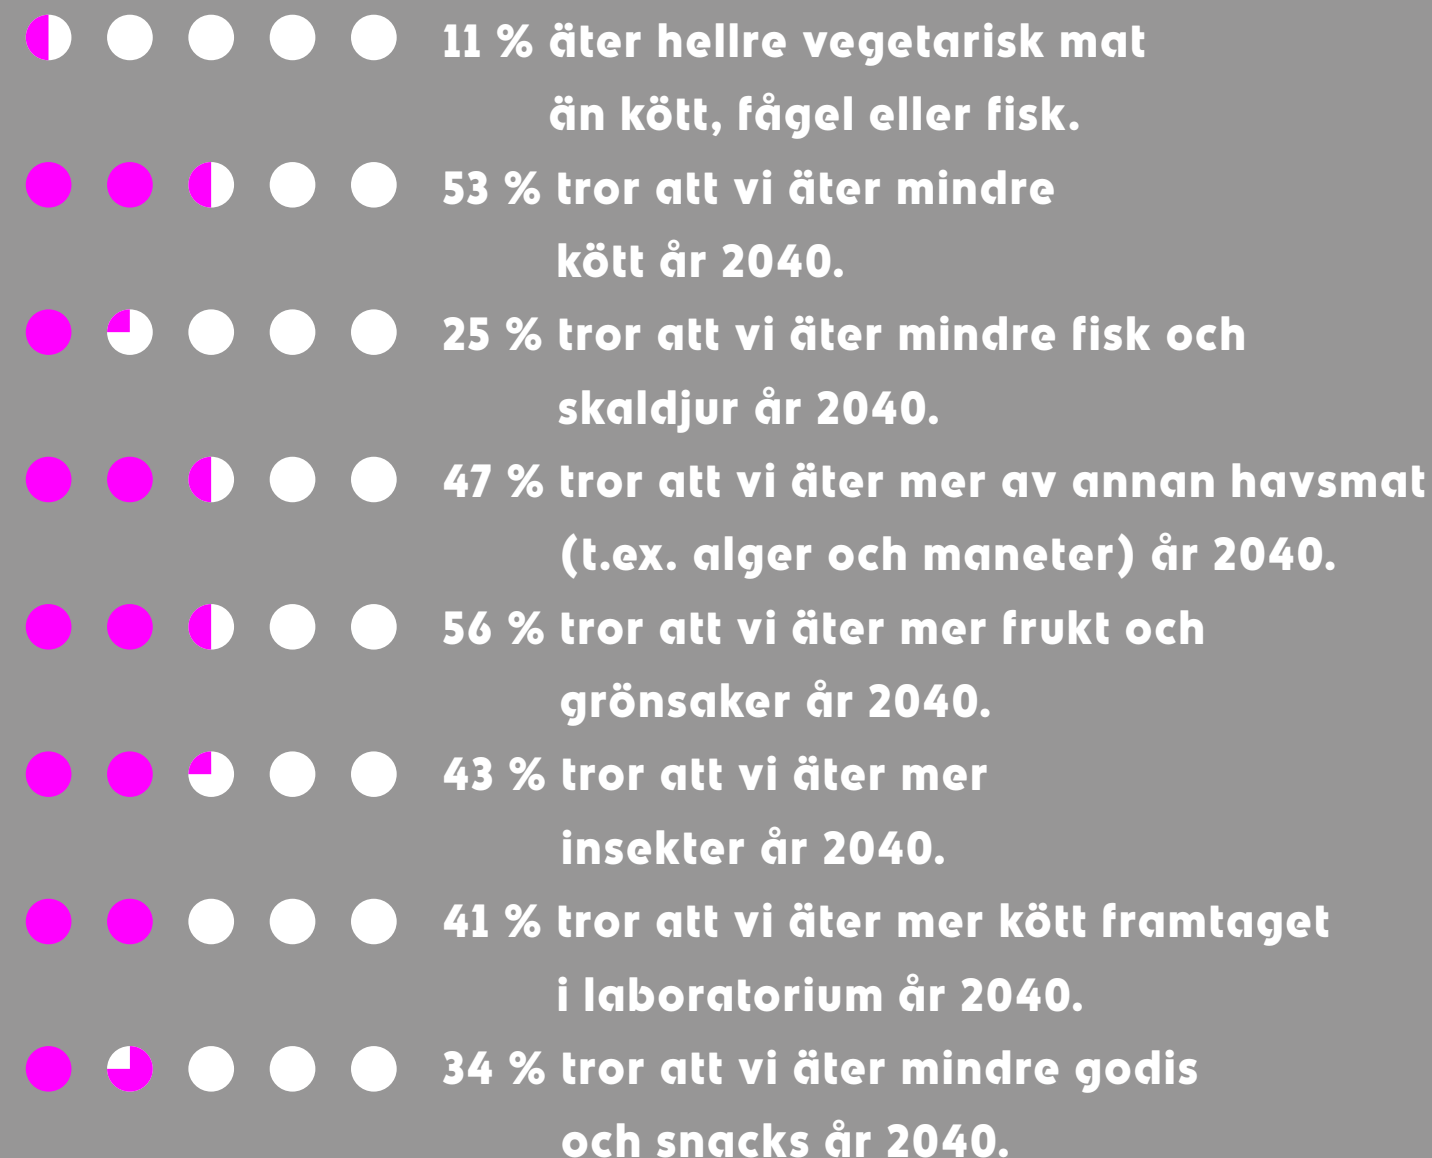 11 % äter hellre vegetarisk mat
än kött, fågel eller fisk.
53 % tror att vi äter mindre
kött år 2040.
25 % tror att vi äter mindre fisk och
skaldjur år 2040.
47 % tror att vi äter mer av annan havsmat
(t.ex. alger och maneter) år 2040.
56 % tror att vi äter mer frukt och
grönsaker år 2040.
43 % tror att vi äter mer
insekter år 2040.
41 % tror att vi äter mer kött framtaget
i laboratorium år 2040.
34 % tror att vi äter mindre godis
och snacks år 2040.